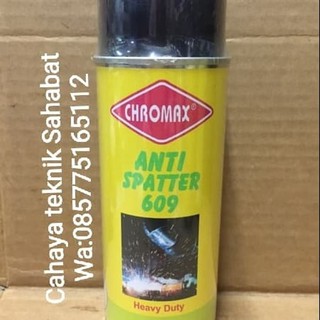 Cahaya teknik Sahabat
Wa:085775165112
CHROMAX®
ANTI
SPATTER
609
Heavy Duty